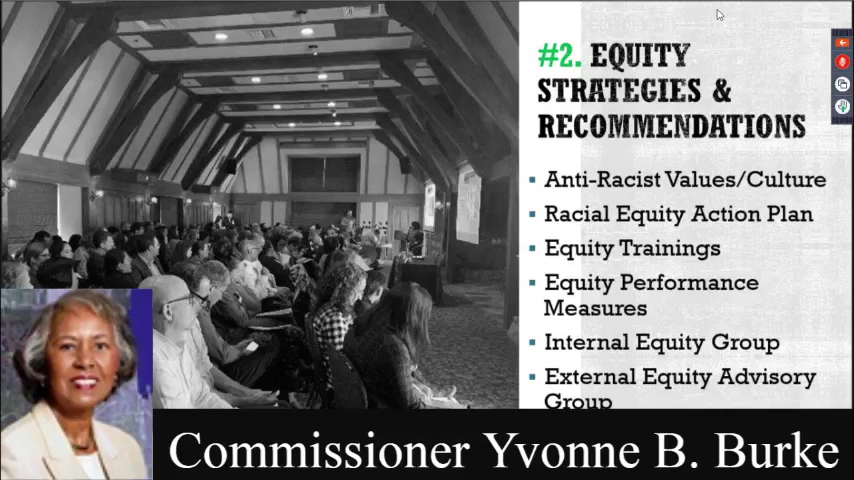 #2. EQUITY
STRATEGIES &
RECOMMENDATIONS
Anti-Racist Values/Culture
Racial Equity Action Plan
Equity Trainings
Equity Performance
Measures
Internal Equity Group
External Equity Advisory
Group
Commissioner Yvonne B. Burke